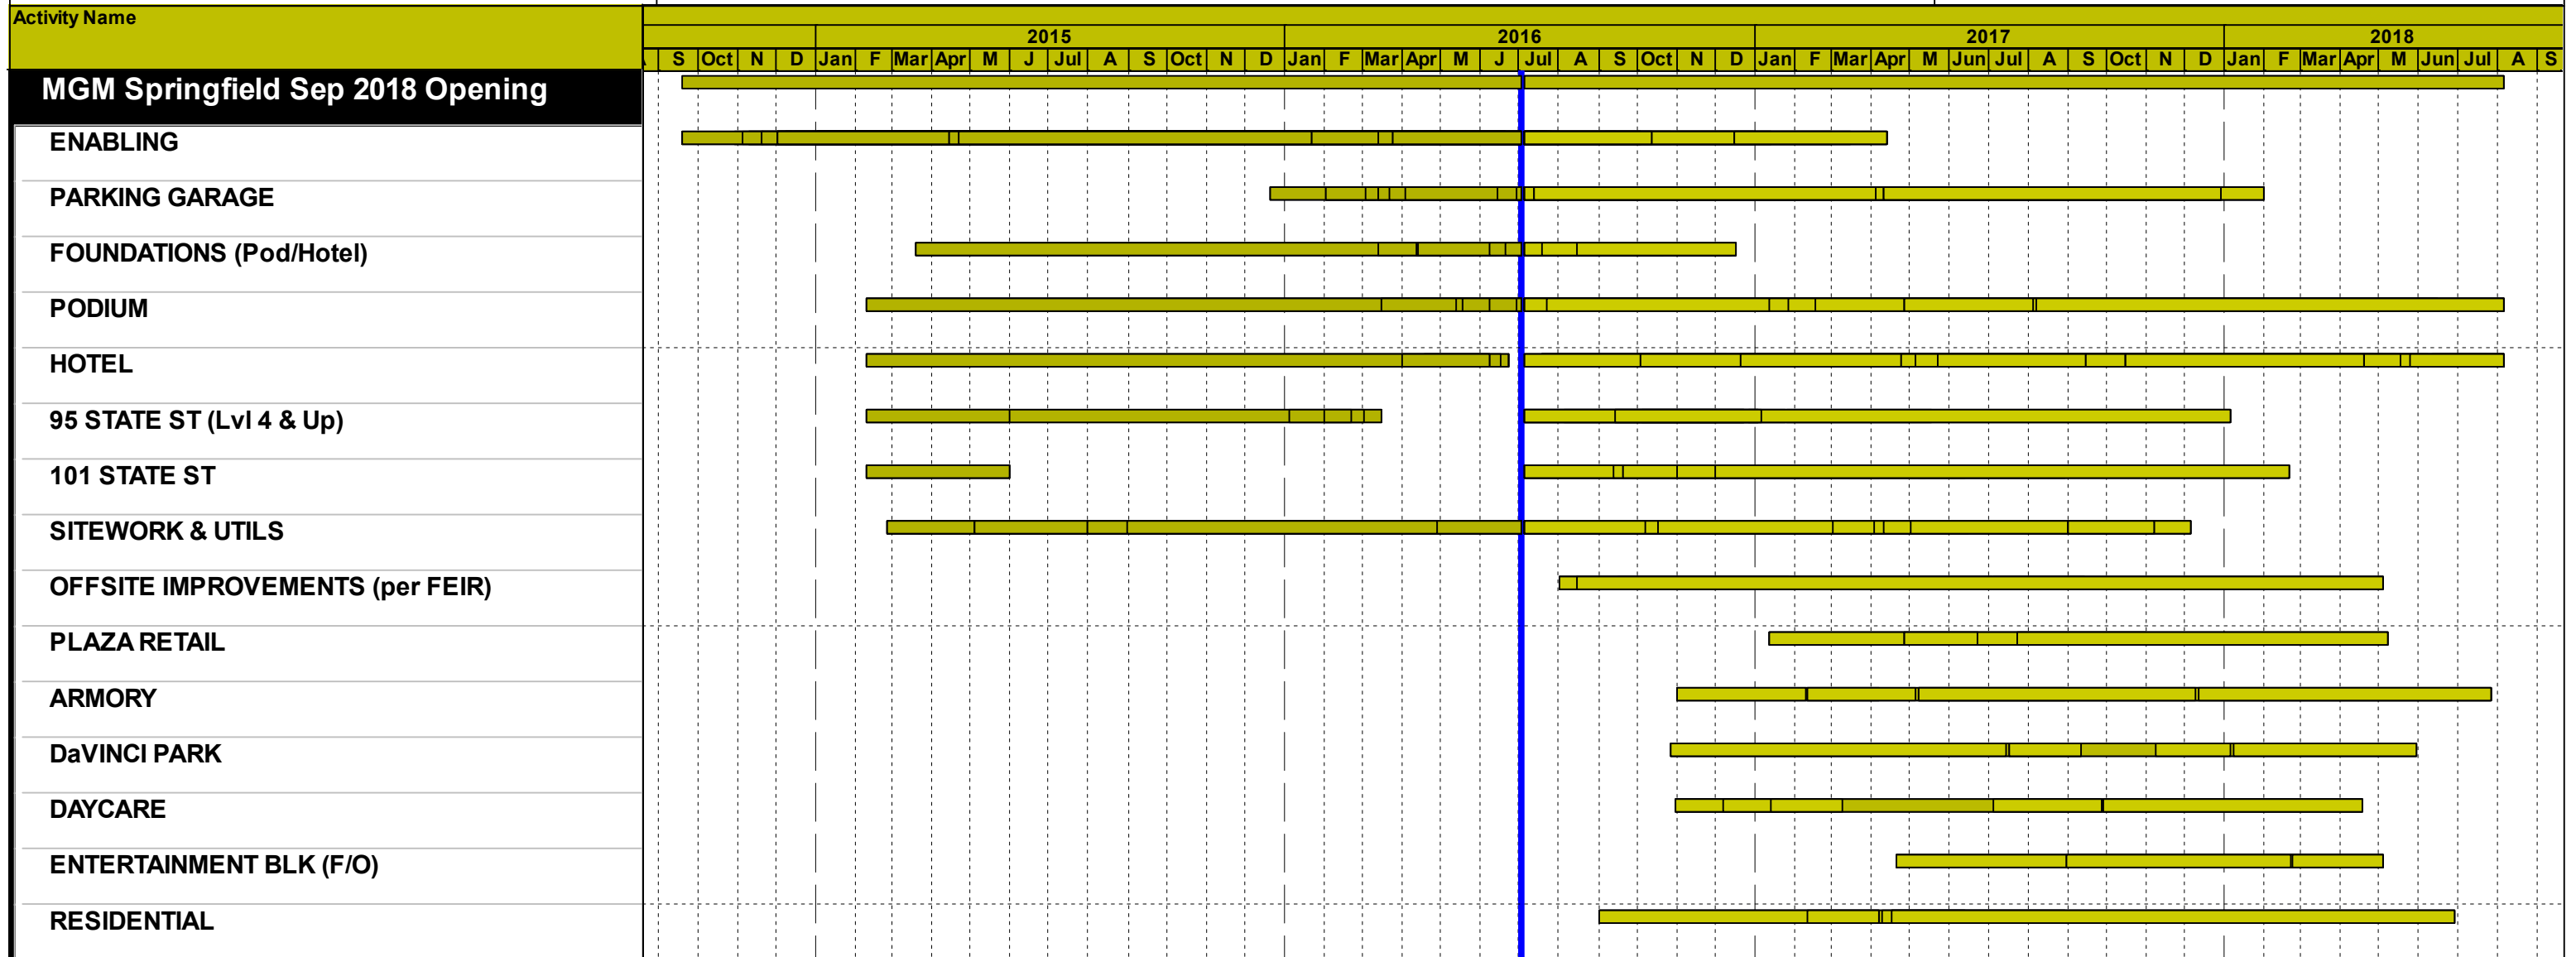 Activity Name
2015 2016 2017 2018
S Oct N D Jan F Mar Apr M J Jul A S Oct N D Jan F Mar Apr M J Jul A S Oct N D Jan F Mar Apr M Jun Jul A S Oct N D Jan F Mar Apr M Jun Jul A S
MGM Springfield Sep 2018 Opening
ENABLING
PARKING GARAGE
FOUNDATIONS (Pod/Hotel)
PODIUM
HOTEL
95 STATE ST (Lvl 4 & Up)
101 STATE ST
SITEWORK & UTILS
OFFSITE IMPROVEMENTS (per FEIR)
PLAZA RETAIL
ARMORY
DaVINCI PARK
DAYCARE
ENTERTAINMENT BLK (F/O)
RESIDENTIAL